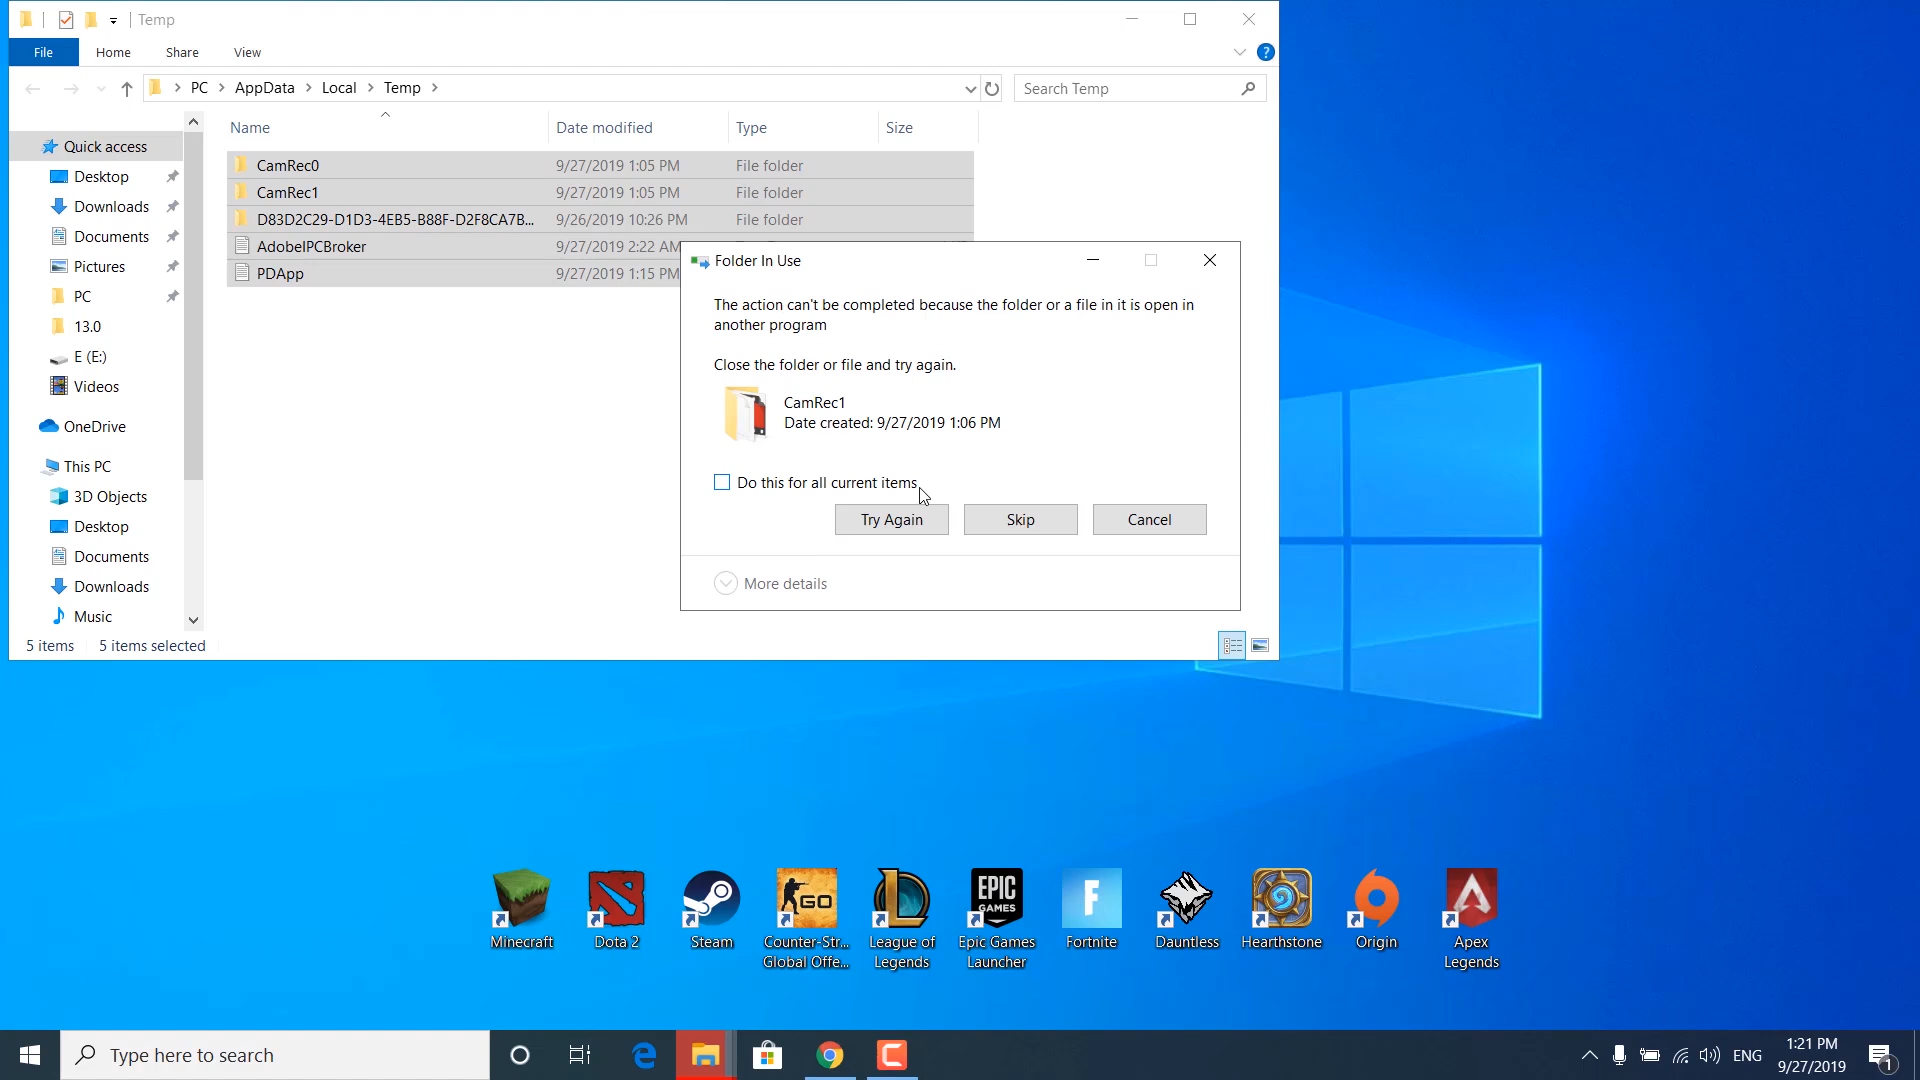 Temp
File
Home
Share
View
PC
AppData
Local
Temp
Search Temp
Name
Date modified
Type
Size
CamRec0
9/27/2019 1:05 PM
File folder
CamRec1
9/27/2019 1:05 PM
File folder
D83D2C29-D1D3-4EB5-B88F-D2F8CA7B...
9/26/2019 10:26 PM
File folder
AdobeIPCBroker
9/27/2019 2:22 AM
PDApp
9/27/2019 1:15 PM
Quick access
Desktop
Downloads
Documents
Pictures
PC
13.0
E (E:)
Videos
OneDrive
This PC
3D Objects
Desktop
Documents
Downloads
Music
5 items
5 items selected
Folder In Use
The action can't be completed because the folder or a file in it is open in
another program
Close the folder or file and try again.
CamRec1
Date created: 9/27/2019 1:06 PM
Do this for all current items
Try Again
Skip
Cancel
More details
GO
EPIC
GAMES
F
Minecraft
Dota 2
Steam
Counter-Str...
Global Offe...
League of
Legends
Epic Games
Launcher
Fortnite
Dauntless
Hearthstone
Origin
Apex
Legends
Type here to search
ENG
1:21 PM
9/27/2019
1